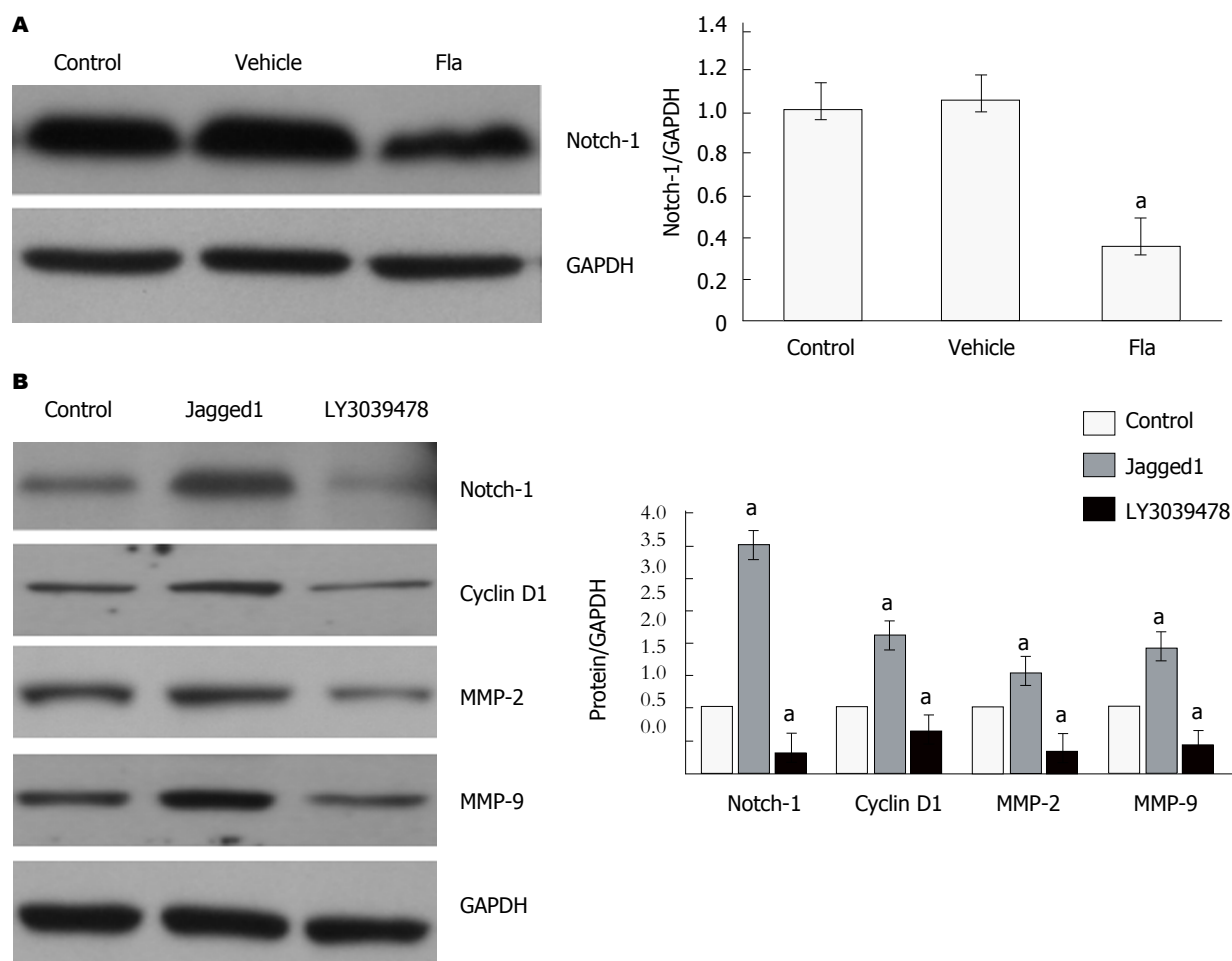 A
Control Vehicle Fla
Notch-1
GAPDH
Notch-1/GAPDH
1.4
1.2
1.0
0.8
0.6
0.4
0.2
0
a
Control Vehicle Fla
B
Control Jagged1 LY3039478
Notch-1
Cyclin D1
MMP-2
MMP-9
GAPDH
Control
Jagged1
LY3039478
Protein/GAPDH
4.0
3.5
3.0
2.5
2.0
1.5
1.0
0.5
0.0
a a a a
a a a a
Notch-1 Cyclin D1 MMP-2 MMP-9